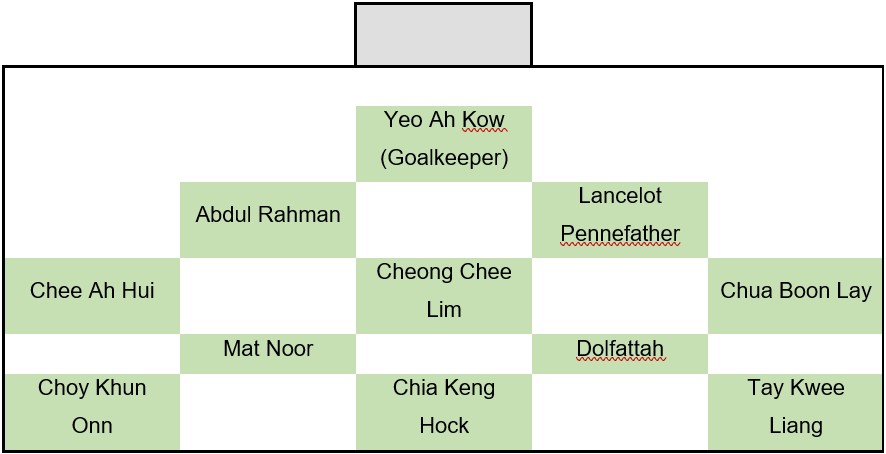 Yeo Ah Kow
(Goalkeeper)
Abdul Rahman
Lancelot
Pennefather
Chee Ah Hui
Cheong Chee
Lim
Chua Boon Lay
Mat Noor
Dolfattah
Choy Khun
Onn
Chia Keng
Hock
Tay Kwee
Liang